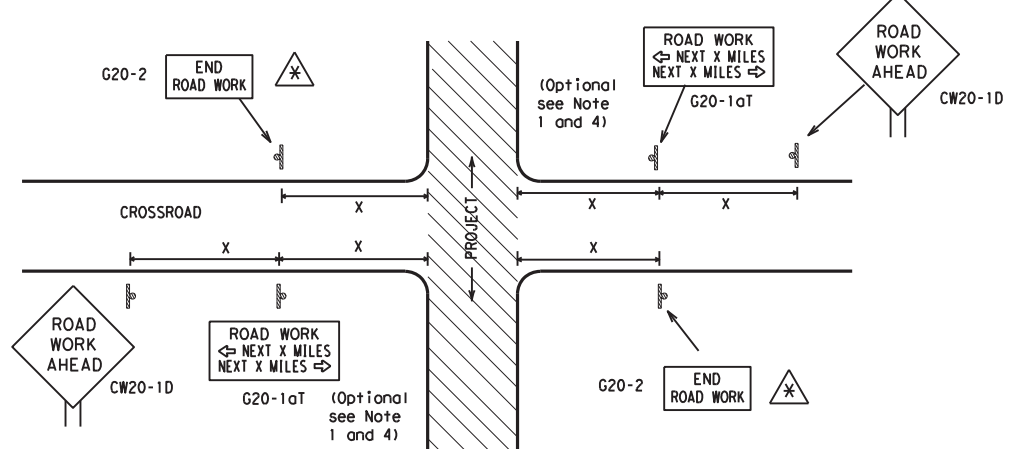 G20-2
END
ROAD WORK
*
(Optional
see Note
1 and 4)
ROAD WORK
⇦ NEXT X MILES
NEXT X MILES ⇨
G20-1aT
ROAD
WORK
AHEAD
CW20-1D
X
X
X
CROSSROAD
PROJECT
X
X
X
ROAD
WORK
AHEAD
CW20-1D
ROAD WORK
⇦ NEXT X MILES
NEXT X MILES ⇨
G20-1aT
(Optional
see Note
1 and 4)
G20-2
END
ROAD WORK
*